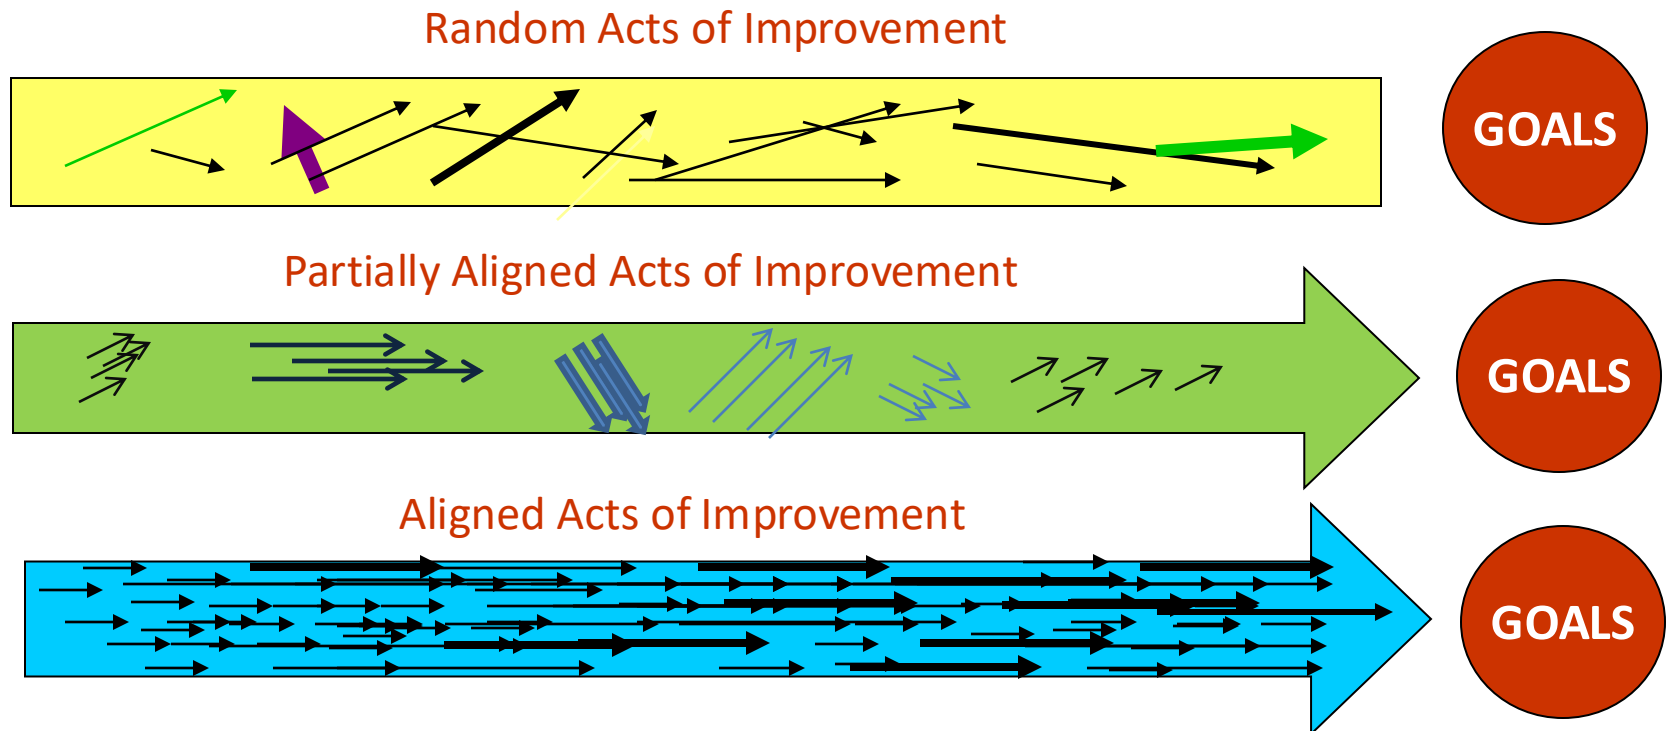 Random Acts of Improvement
GOALS
Partially Aligned Acts of Improvement
GOALS
Aligned Acts of Improvement
GOALS